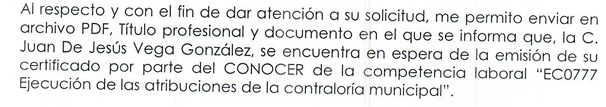 Al respecto y con el fin de dar atención a su solicitud, me permito enviar en
archivo PDF, Título profesional y documento en el que se informa que, la C.
Juan De Jesús Vega González, se encuentra en espera de la emisión de su
certificado por parte del CONOCER de la competencia laboral "EC0777
Ejecución de las atribuciones de la contraloría municipal".